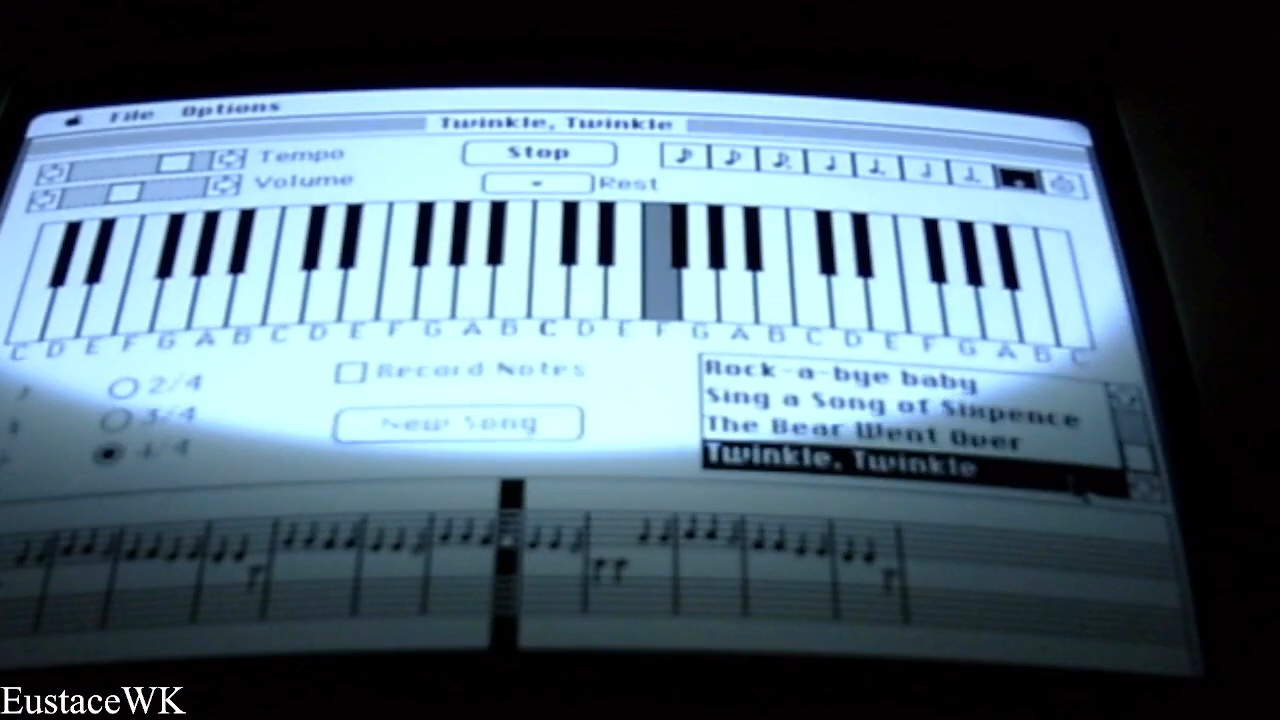 File Options
Twinkle, Twinkle
Tempo Stop
Volume Rest
C D E F G A B C D E F G A B C D E F G A B C D E F G A B C
2/4
Record Notes
3/4
New Song
4/4
Rock-a-bye baby
Sing a Song of Sixpence
The Bear Went Over
Twinkle, Twinkle
EustaceWK